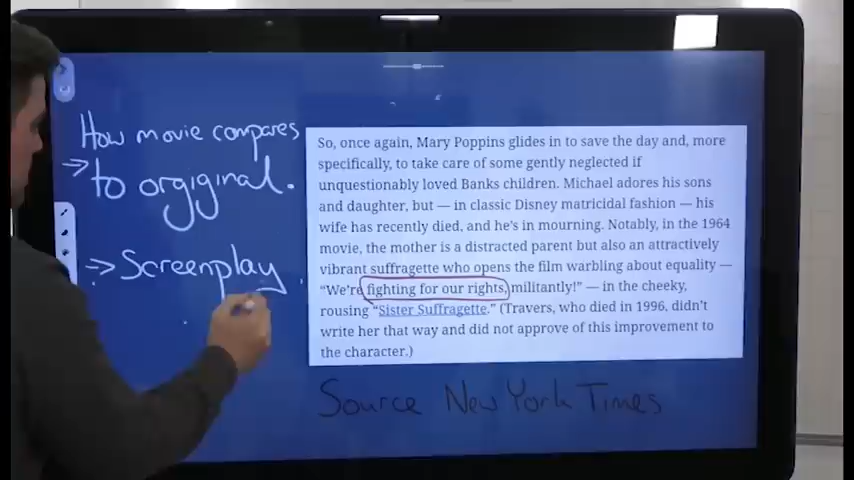 How movie compares
→ to orgiginal.
→ Screenplay
So, once again, Mary Poppins glides in to save the day and, more
specifically, to take care of some gently neglected if
unquestionably loved Banks children. Michael adores his sons
and daughter, but — in classic Disney matricidal fashion — his
wife has recently died, and he's in mourning. Notably, in the 1964
movie, the mother is a distracted parent but also an attractively
vibrant suffragette who opens the film warbling about equality —
"We're fighting for our rights, militantly!" — in the cheeky,
rousing "Sister Suffragette." (Travers, who died in 1996, didn't
write her that way and did not approve of this improvement to
the character.)
Source New York Times